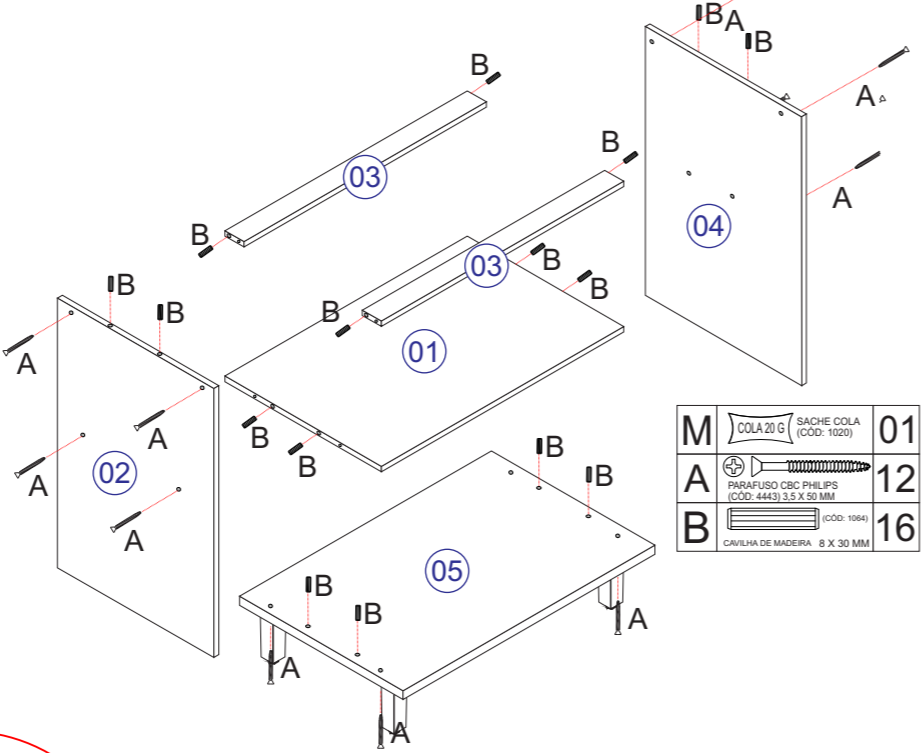 B
A
B
B
A
03
B
A
B
03
04
B
B
B
B
B
B
01
A
A
B
B
M COLA 20 G SACHE COLA (CÓD: 1020) 01
A PARAFUSO CBC PHILIPS (CÓD: 4443) 3,5 X 50 MM 12
B CAVILHA DE MADEIRA (CÓD: 1064) 8 X 30 MM 16
02
A
A
B
B
05
B
B
A
A
A